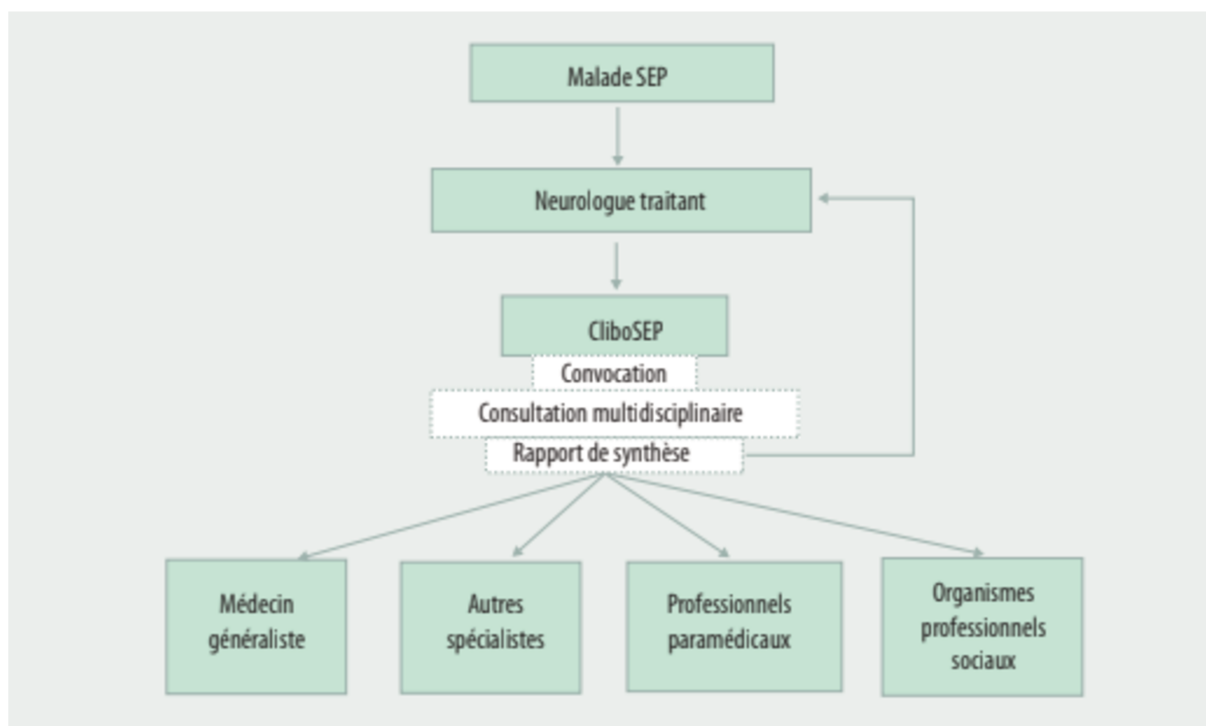 Malade SEP
Neurologue traitant
CliboSEP
Convocation
Consultation multidisciplinaire
Rapport de synthèse
Médecin
généraliste
Autres
spécialistes
Professionnels
paramédicaux
Organismes
professionnels
sociaux